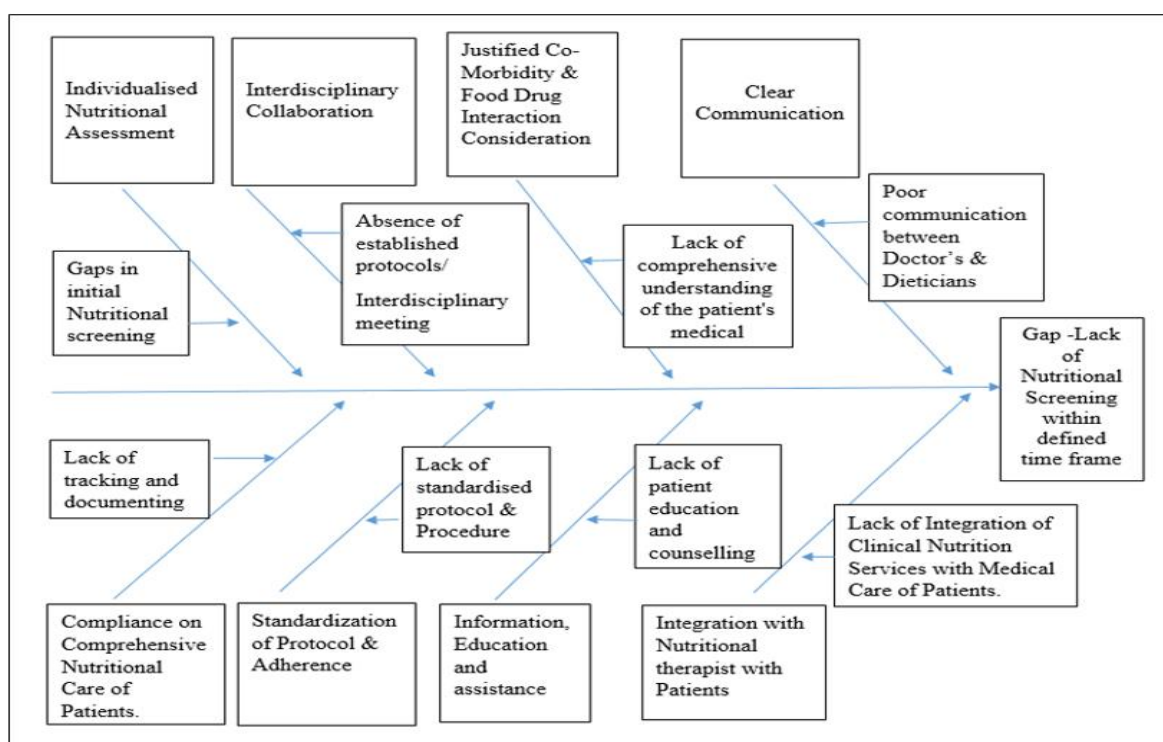 Individualised
Nutritional
Assessment
Interdisciplinary
Collaboration
Justified Co-
Morbidity &
Food Drug
Interaction
Consideration
Clear
Communication
Gaps in
initial
Nutritional
screening
Absence of
established
protocols/
Interdisciplinary
meeting
Lack of
comprehensive
understanding
of the patient's
medical
Poor
communication
between
Doctor's &
Dieticians
Gap -Lack
of
Nutritional
Screening
within
defined
time frame
Lack of
tracking and
documenting
Lack of
standardised
protocol &
Procedure
Lack of
patient
education
and
counselling
Lack of Integration of
Clinical Nutrition
Services with Medical
Care of Patients.
Compliance on
Comprehensive
Nutritional
Care of
Patients.
Standardization
of Protocol &
Adherence
Information,
Education
and
assistance
Integration with
Nutritional
therapist with
Patients